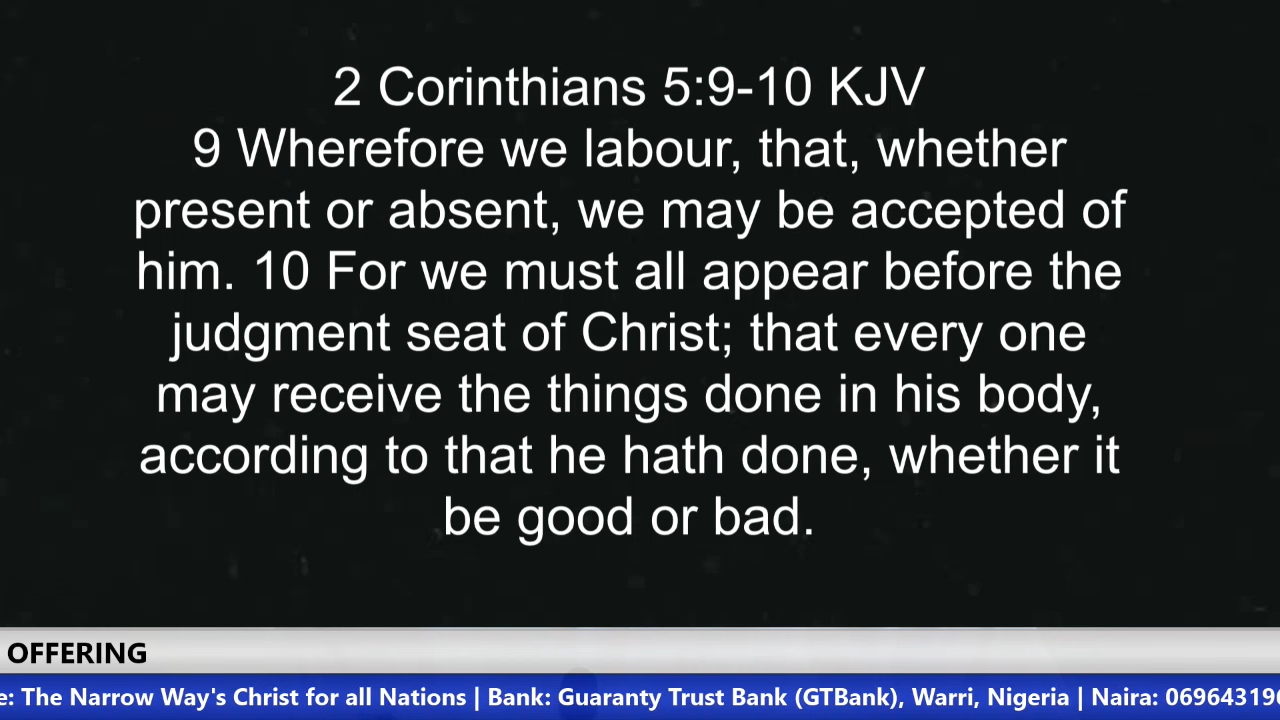 2 Corinthians 5:9-10 KJV
9 Wherefore we labour, that, whether
present or absent, we may be accepted of
him. 10 For we must all appear before the
judgment seat of Christ; that every one
may receive the things done in his body,
according to that he hath done, whether it
be good or bad.
OFFERING
The Narrow Way's Christ for all Nations | Bank: Guaranty Trust Bank (GTBank), Warri, Nigeria | Naira: 069643190